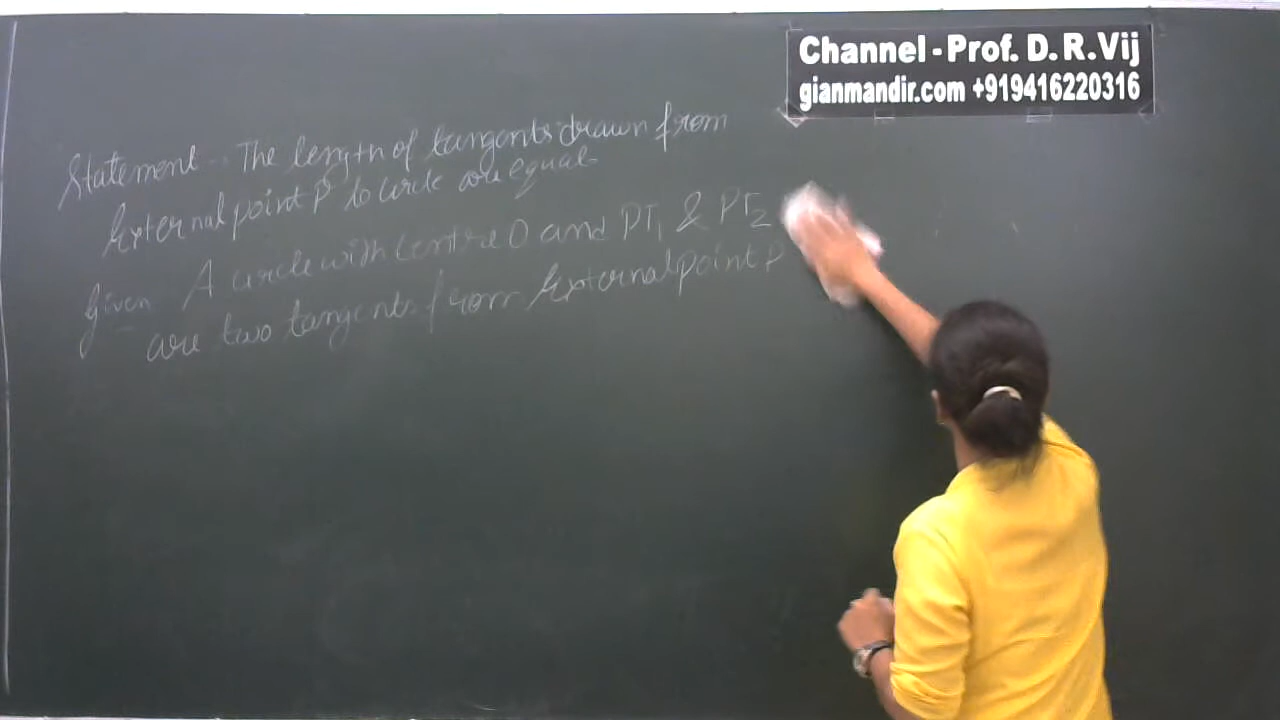 Channel - Prof. D. R. Vij
gianmandir.com +919416220316
Statement - The length of tangents drawn from
External point P to circle are equal-
Given A circle with centre O and PT1 & PT2
are two tangents from External point P